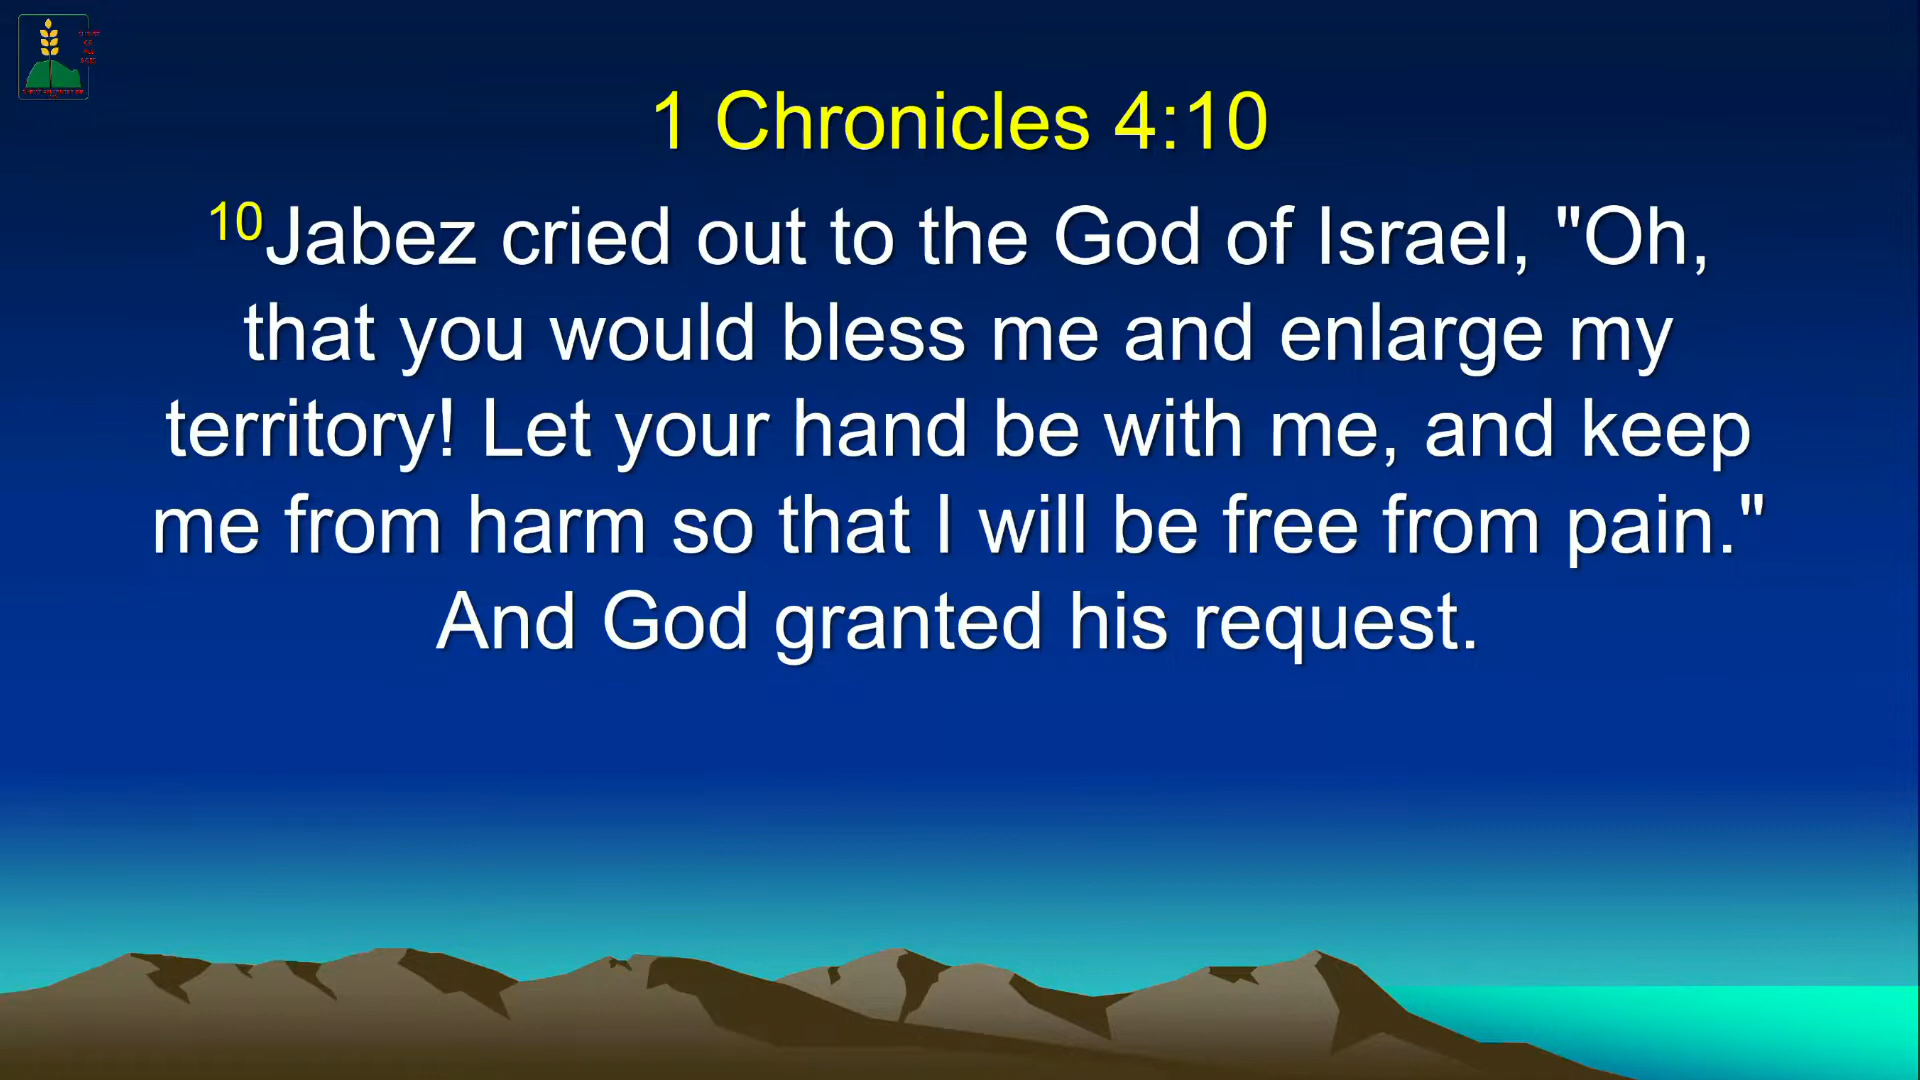 1 Chronicles 4:10
10Jabez cried out to the God of Israel, "Oh,
that you would bless me and enlarge my
territory! Let your hand be with me, and keep
me from harm so that I will be free from pain."
And God granted his request.